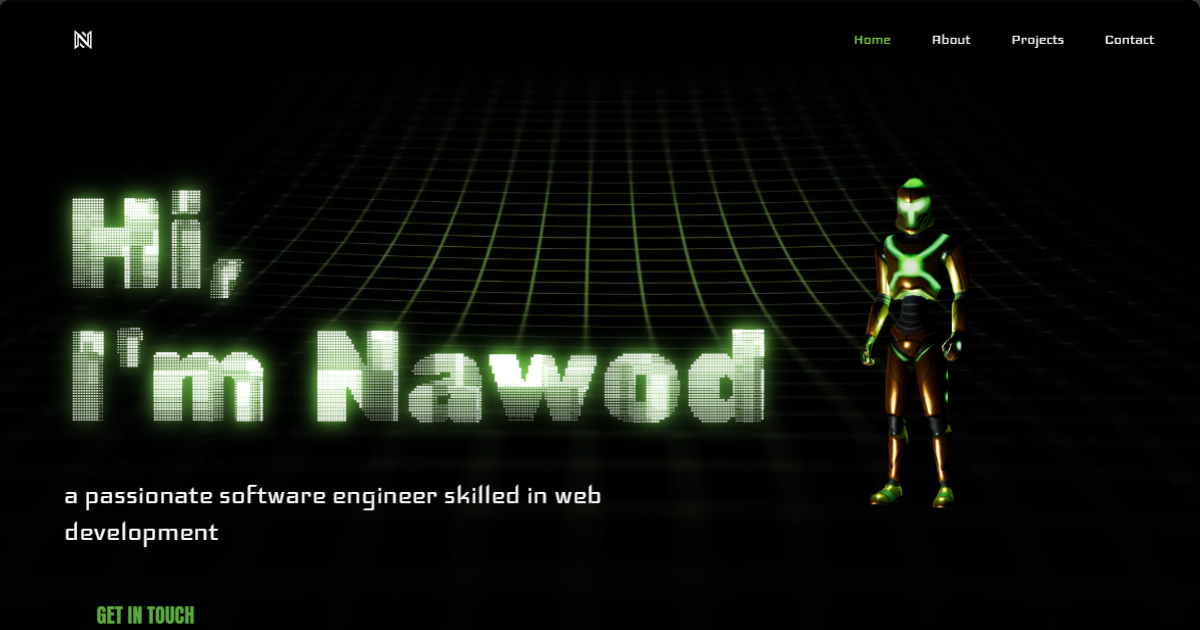 N
Home
About
Projects
Contact
Hi,
I'm Nawod
a passionate software engineer skilled in web
development
GET IN TOUCH